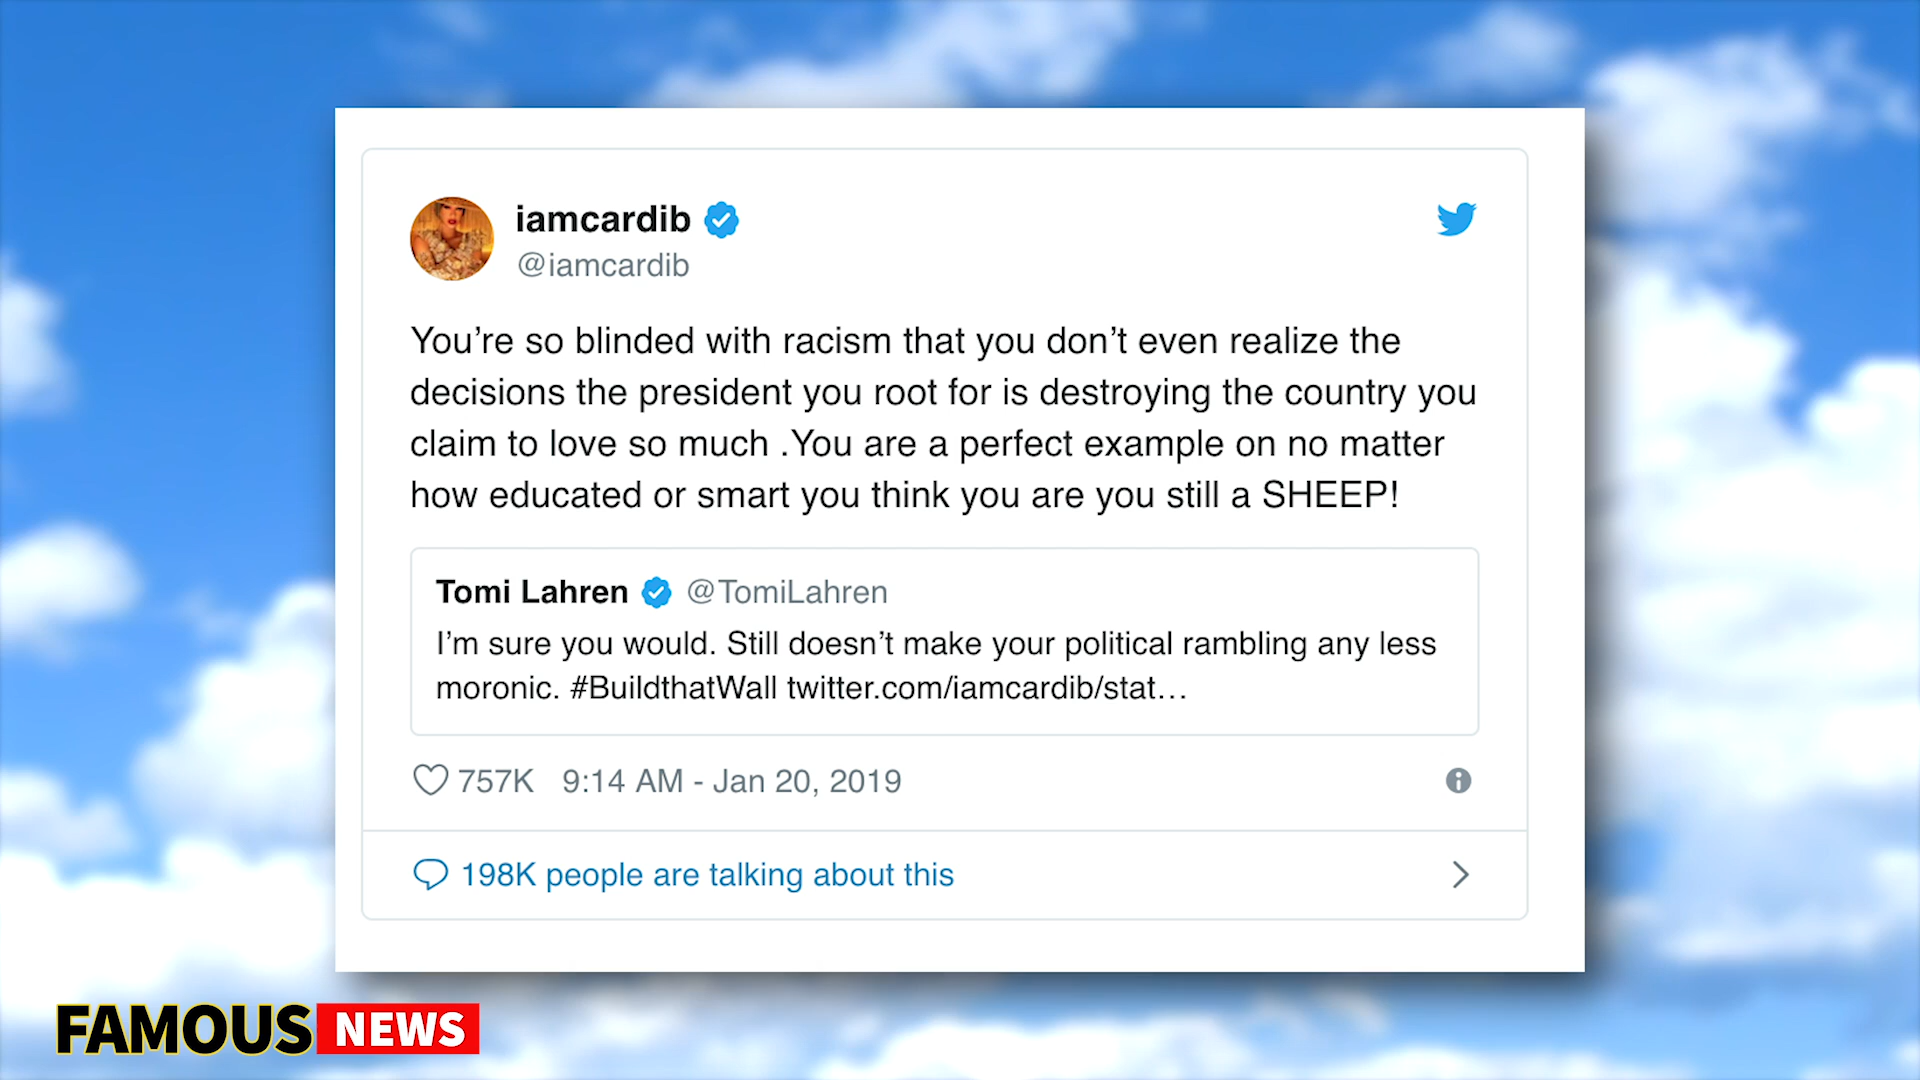 iamcardib
@iamcardib
You’re so blinded with racism that you don’t even realize the
decisions the president you root for is destroying the country you
claim to love so much .You are a perfect example on no matter
how educated or smart you think you are you still a SHEEP!
Tomi Lahren @TomiLahren
I’m sure you would. Still doesn’t make your political rambling any less
moronic. #BuildthatWall twitter.com/iamcardib/stat…
757K 9:14 AM - Jan 20, 2019
198K people are talking about this
FAMOUS NEWS